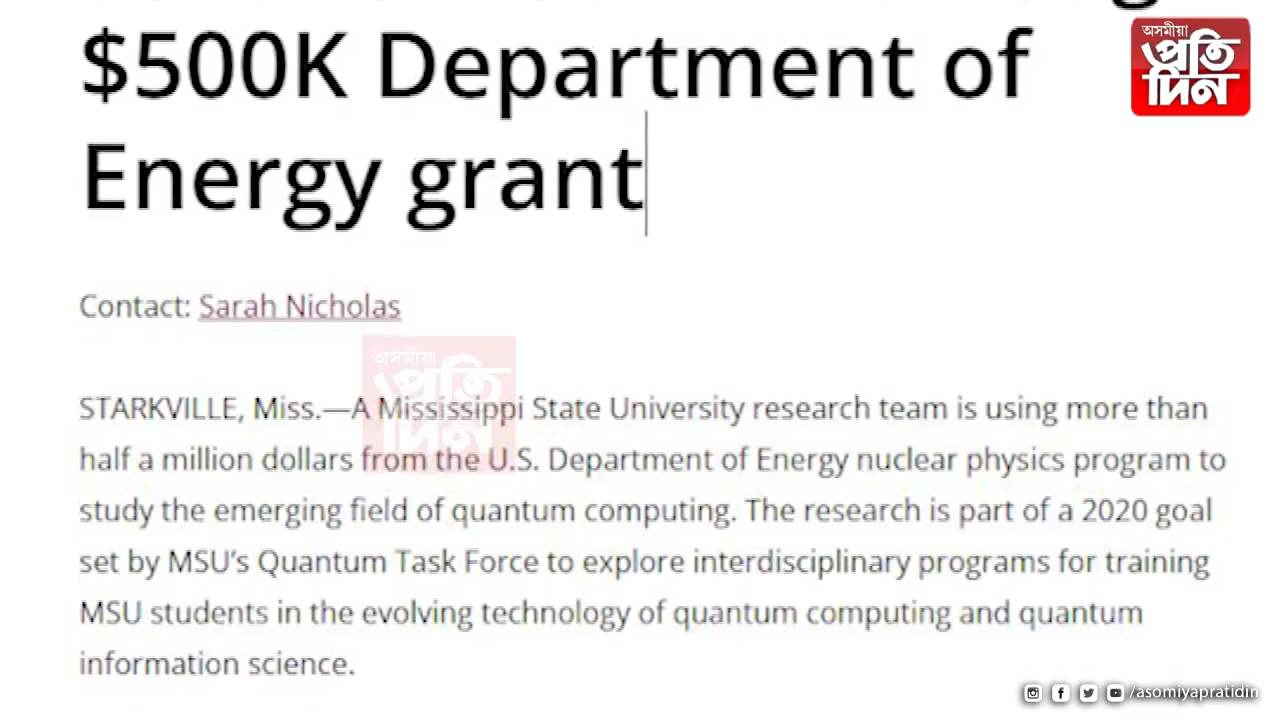 $500K Department of
Energy grant
অসমীয়া
প্ৰতি
দিন
Contact: Sarah Nicholas
অসমীয়া
প্ৰতি
দিন
STARKVILLE, Miss.—A Mississippi State University research team is using more than
half a million dollars from the U.S. Department of Energy nuclear physics program to
study the emerging field of quantum computing. The research is part of a 2020 goal
set by MSU’s Quantum Task Force to explore interdisciplinary programs for training
MSU students in the evolving technology of quantum computing and quantum
information science.
/asomiyapratidin